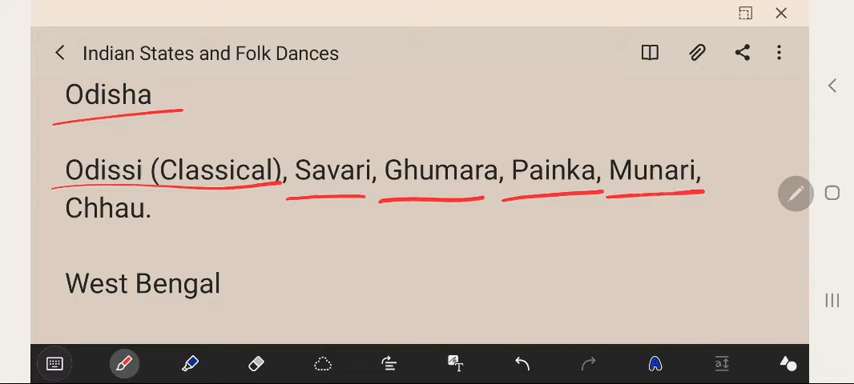 Indian States and Folk Dances
Odisha
Odissi (Classical), Savari, Ghumara, Painka, Munari,
Chhau.
West Bengal